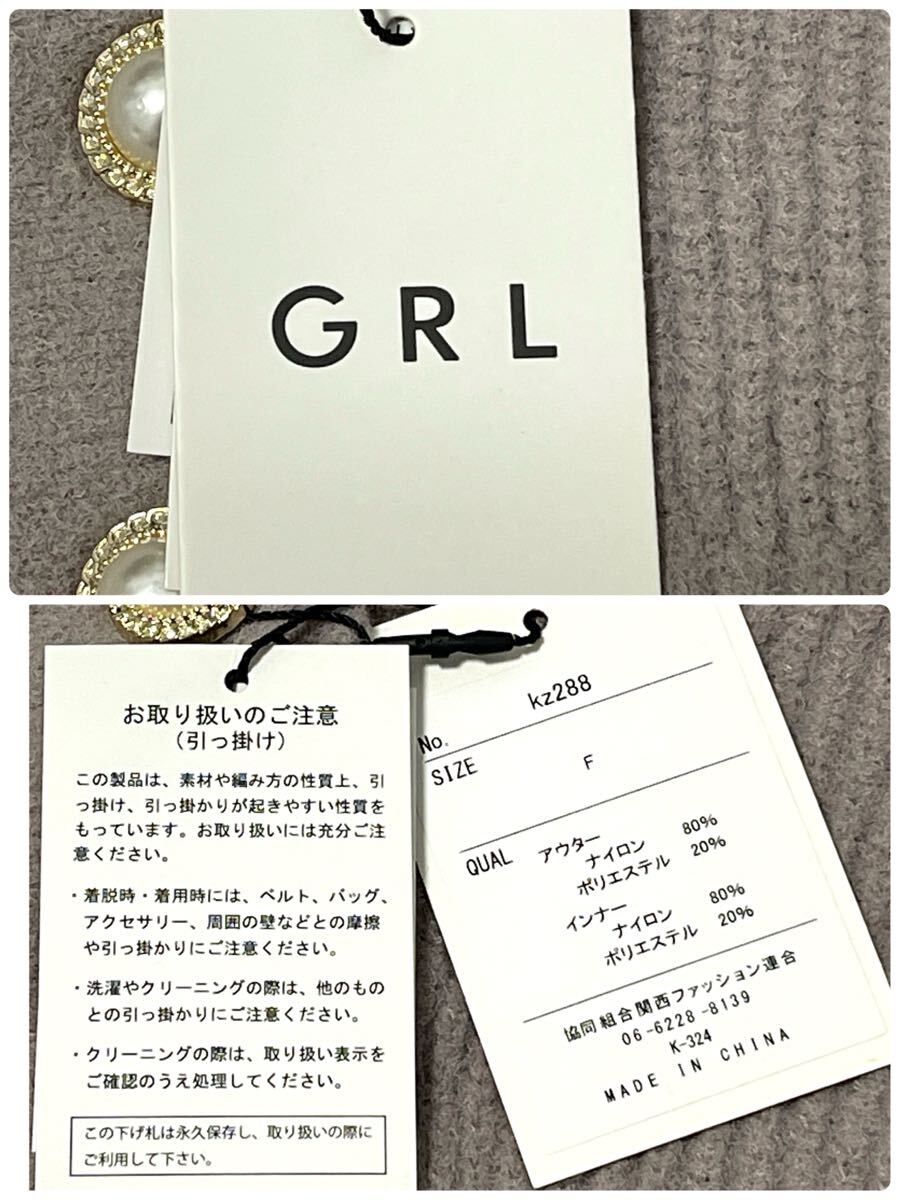 GRL
お取り扱いのご注意
（引っ掛け）
この製品は、素材や編み方の性質上、引
っ掛け、引っ掛かりが起きやすい性質を
もっています。お取り扱いには充分ご注
意ください。
・着脱時・着用時には、ベルト、バッグ、
アクセサリー、周囲の壁などとの摩擦
や引っ掛かりにご注意ください。
・洗濯やクリーニングの際は、他のもの
との引っ掛かりにご注意ください。
・クリーニングの際は、取り扱い表示を
ご確認のうえ処理してください。
この下げ札は永久保存し、取り扱いの際に
ご利用して下さい。
No. kz288
SIZE F
QUAL アウター
ナイロン 80%
ポリエステル 20%
インナー
ナイロン 80%
ポリエステル 20%
協同組合関西ファッション連合
06-6228-8139
K-324
MADE IN CHINA